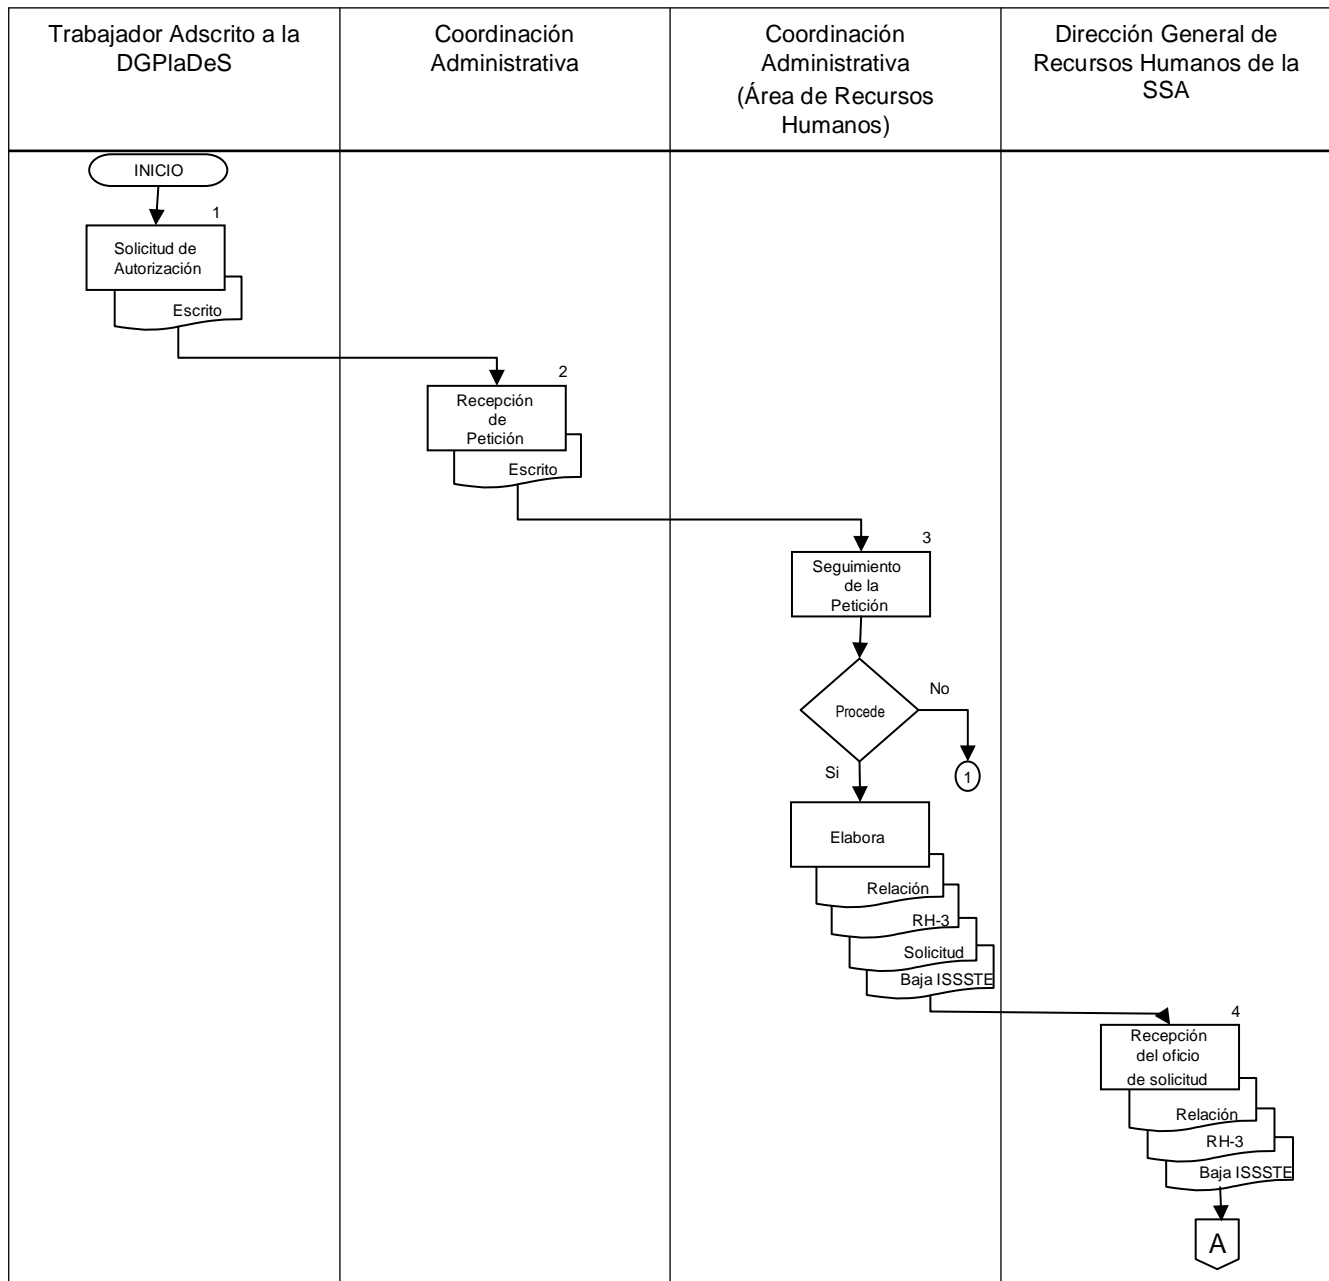 Trabajador Adscrito a la
DGPlaDeS
Coordinación
Administrativa
Coordinación
Administrativa
(Área de Recursos
Humanos)
Dirección General de
Recursos Humanos de la
SSA
INICIO
1
Solicitud de
Autorización
Escrito
2
Recepción
de
Petición
Escrito
3
Seguimiento
de la
Petición
Procede
No
1
Si
Elabora
Relación
RH-3
Solicitud
Baja ISSSTE
4
Recepción
del oficio
de solicitud
Relación
RH-3
Baja ISSSTE
A